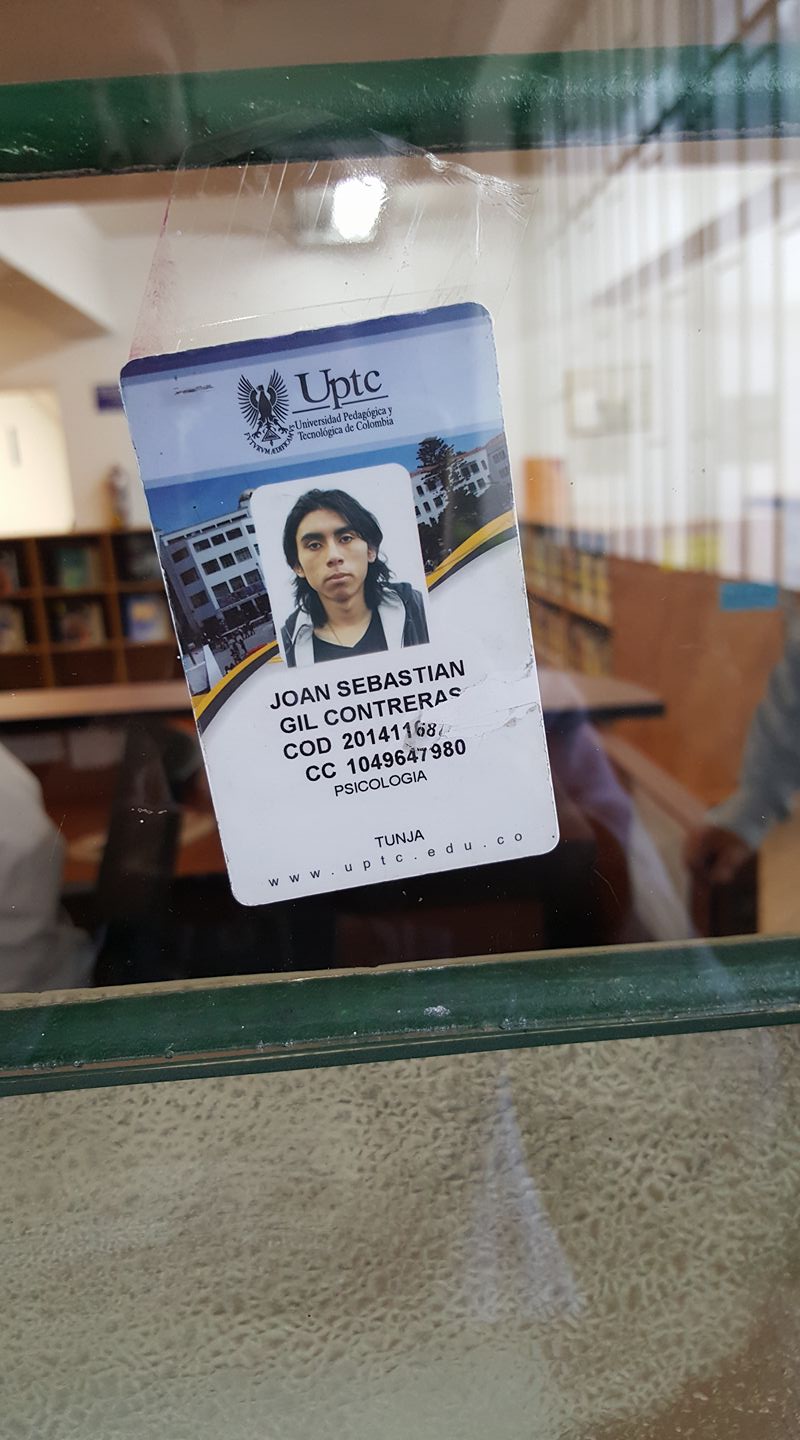 Uptc
Universidad Pedagógica y
Tecnológica de Colombia
JOAN SEBASTIAN
GIL CONTRERAS
COD 20141168
CC 1049647980
PSICOLOGIA
TUNJA
www.uptc.edu.co